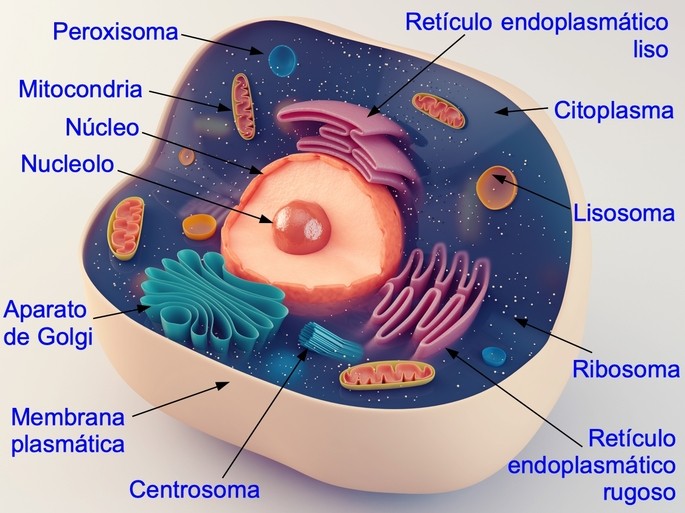 Peroxisoma
Retículo endoplasmático
liso
Mitocondria
Citoplasma
Núcleo
Nucleolo
Lisosoma
Aparato
de Golgi
Ribosoma
Membrana
plasmática
Retículo
endoplasmático
rugoso
Centrosoma